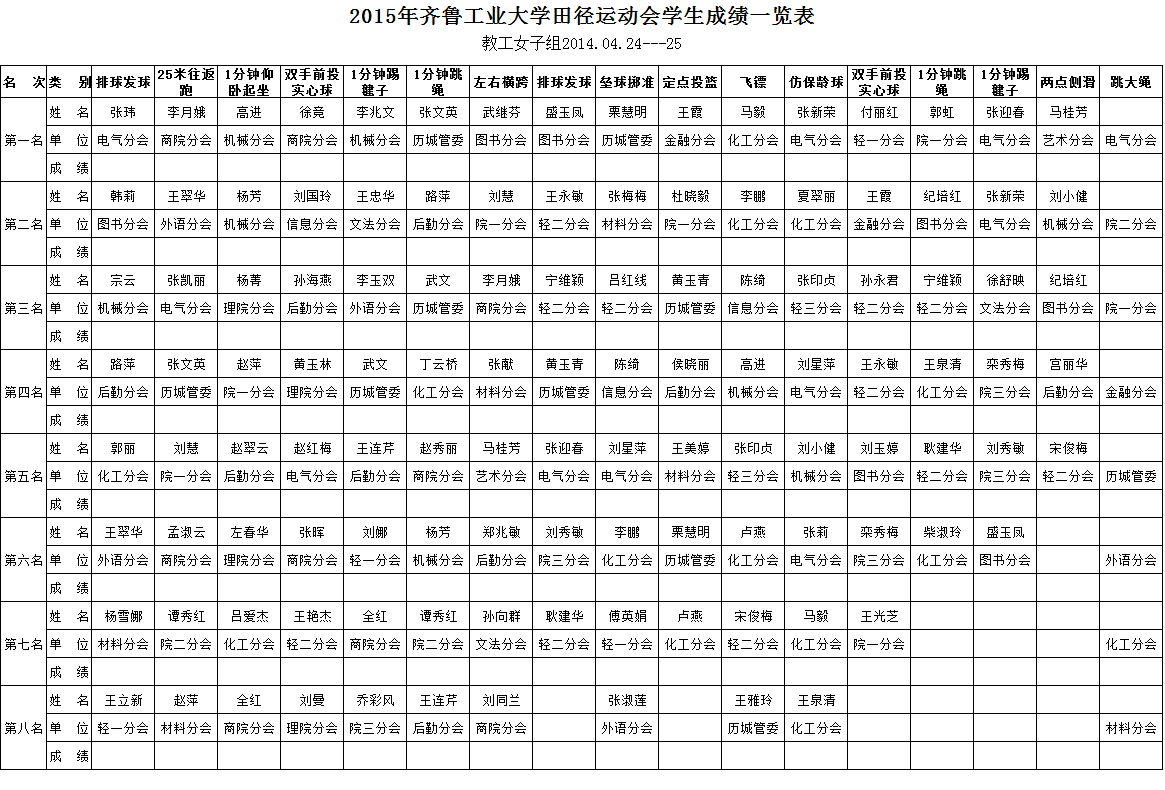 2015年齐鲁工业大学田径运动会学生成绩一览表
教工女子组2014.04.24---25
名 次 类 别 排球发球 25米往返跑 1分钟仰卧起坐 双手前投实心球 1分钟踢毽子 1分钟跳绳 左右横跨 排球发球 垒球掷准 定点投篮 飞镖 仿保龄球 双手前投实心球 1分钟跳绳 1分钟踢毽子 两点侧滑 跳大绳
第一名
姓 名 张玮 李月娥 高进 徐竟 李兆文 张文英 武继芬 盛玉凤 栗慧明 王霞 马毅 张新荣 付丽红 郭虹 张迎春 马桂芳
单 位 电气分会 商院分会 机械分会 商院分会 机械分会 历城管委 图书分会 图书分会 历城管委 金融分会 化工分会 电气分会 轻一分会 院一分会 电气分会 艺术分会 电气分会
成 绩
第二名
姓 名 韩莉 王翠华 杨芳 刘国玲 王忠华 路萍 刘慧 王永敏 张梅梅 杜晓毅 李鹏 夏翠丽 王霞 纪培红 张新荣 刘小健
单 位 图书分会 外语分会 机械分会 信息分会 文法分会 后勤分会 院一分会 轻二分会 材料分会 院一分会 化工分会 化工分会 金融分会 图书分会 电气分会 机械分会 院二分会
成 绩
第三名
姓 名 宗云 张凯丽 杨菁 孙海燕 李玉双 武文 李月娥 宁维颖 吕红线 黄玉青 陈绮 张印贞 孙永君 宁维颖 徐舒映 纪培红
单 位 机械分会 电气分会 理院分会 后勤分会 外语分会 历城管委 商院分会 轻二分会 轻二分会 历城管委 信息分会 轻三分会 轻二分会 轻二分会 文法分会 图书分会 院一分会
成 绩
第四名
姓 名 路萍 张文英 赵萍 黄玉林 武文 丁云桥 张献 黄玉青 陈绮 侯晓丽 高进 刘星萍 王永敏 王泉清 栾秀梅 宫丽华
单 位 后勤分会 历城管委 院一分会 理院分会 历城管委 化工分会 材料分会 历城管委 信息分会 后勤分会 机械分会 电气分会 轻二分会 化工分会 院三分会 后勤分会 金融分会
成 绩
第五名
姓 名 郭丽 刘慧 赵翠云 赵红梅 王连芹 赵秀丽 马桂芳 张迎春 刘星萍 王美婷 张印贞 刘小健 刘玉婷 耿建华 刘秀敏 宋俊梅
单 位 化工分会 院一分会 后勤分会 电气分会 后勤分会 商院分会 艺术分会 电气分会 电气分会 材料分会 轻三分会 机械分会 图书分会 轻二分会 院三分会 轻二分会 历城管委
成 绩
第六名
姓 名 王翠华 孟淑云 左春华 张晖 刘娜 杨芳 郑兆敏 刘秀敏 李鹏 栗慧明 卢燕 张莉 栾秀梅 柴淑玲 盛玉凤
单 位 外语分会 商院分会 理院分会 商院分会 轻一分会 机械分会 后勤分会 院三分会 化工分会 历城管委 化工分会 电气分会 院三分会 化工分会 图书分会 外语分会
成 绩
第七名
姓 名 杨雪娜 谭秀红 吕爱杰 王艳杰 全红 谭秀红 孙向群 耿建华 傅英娟 卢燕 宋俊梅 马毅 王光芝
单 位 材料分会 院二分会 化工分会 轻二分会 商院分会 院二分会 文法分会 轻二分会 轻一分会 化工分会 轻二分会 化工分会 院一分会 化工分会
成 绩
第八名
姓 名 王立新 赵萍 全红 刘曼 乔彩风 王连芹 刘同兰 张淑莲 王雅玲 王泉清
单 位 轻一分会 材料分会 商院分会 理院分会 院三分会 后勤分会 商院分会 外语分会 历城管委 化工分会 材料分会
成 绩